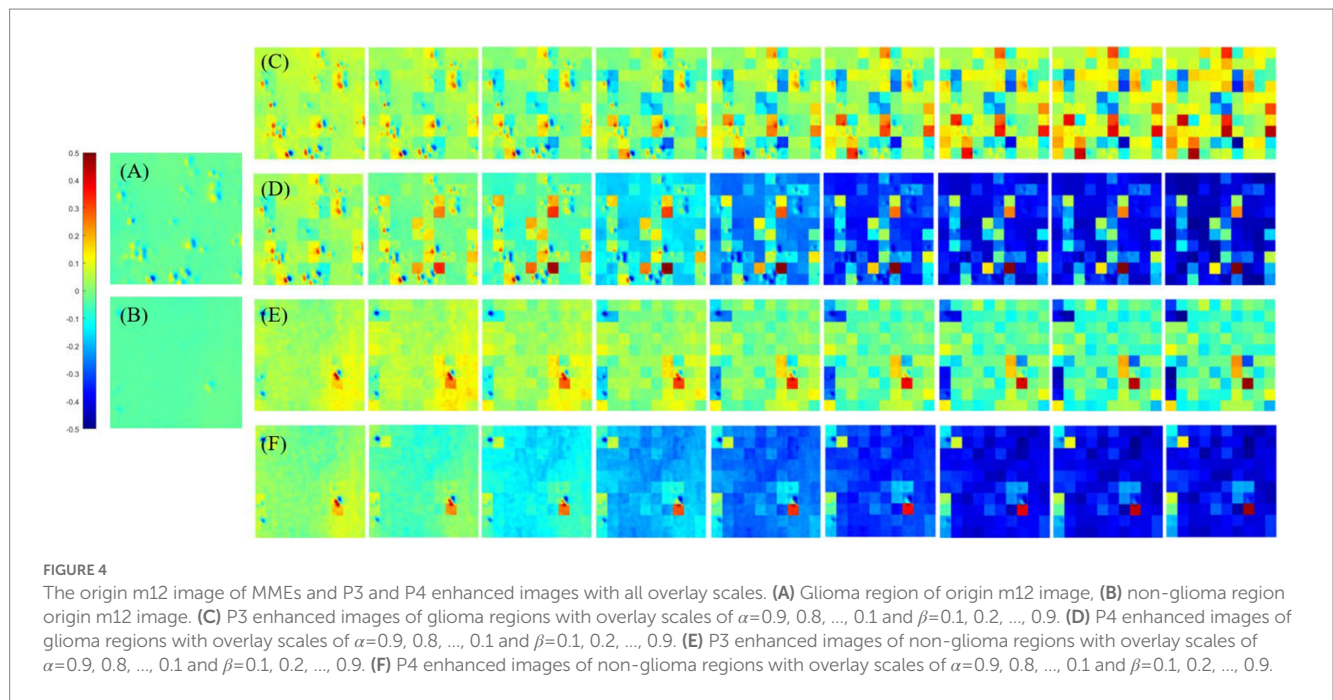 (C)
0.5
0.4
0.3
0.2
0.1
0
-0.1
-0.2
-0.3
-0.4
-0.5
(A)
(D)
(B)
(E)
(F)
FIGURE 4
The origin m12 image of MMEs and P3 and P4 enhanced images with all overlay scales. (A) Glioma region of origin m12 image, (B) non-glioma region
origin m12 image. (C) P3 enhanced images of glioma regions with overlay scales of α=0.9, 0.8, ..., 0.1 and β=0.1, 0.2, ..., 0.9. (D) P4 enhanced images of
glioma regions with overlay scales of α=0.9, 0.8, ..., 0.1 and β=0.1, 0.2, ..., 0.9. (E) P3 enhanced images of non-glioma regions with overlay scales of
α=0.9, 0.8, ..., 0.1 and β=0.1, 0.2, ..., 0.9. (F) P4 enhanced images of non-glioma regions with overlay scales of α=0.9, 0.8, ..., 0.1 and β=0.1, 0.2, ..., 0.9.